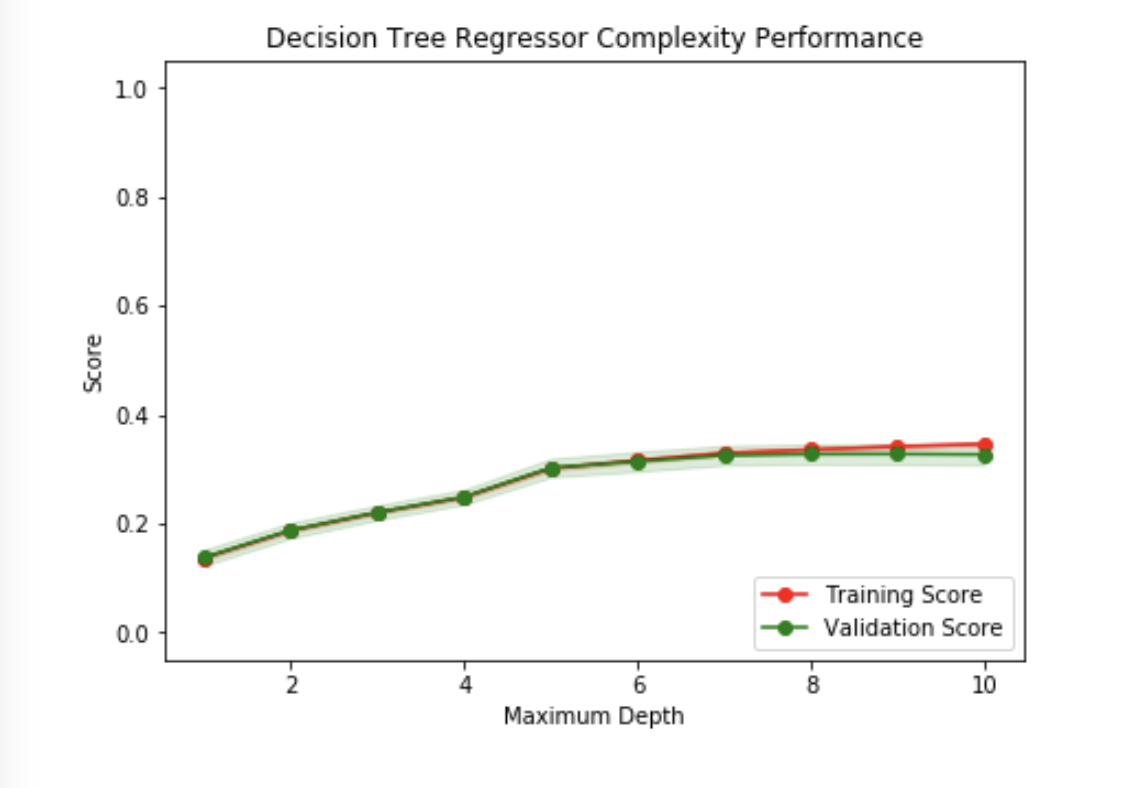 Decision Tree Regressor Complexity Performance
1.0
0.8
0.6
0.4
0.2
0.0
Score
2 4 6 8 10
Maximum Depth
Training Score
Validation Score